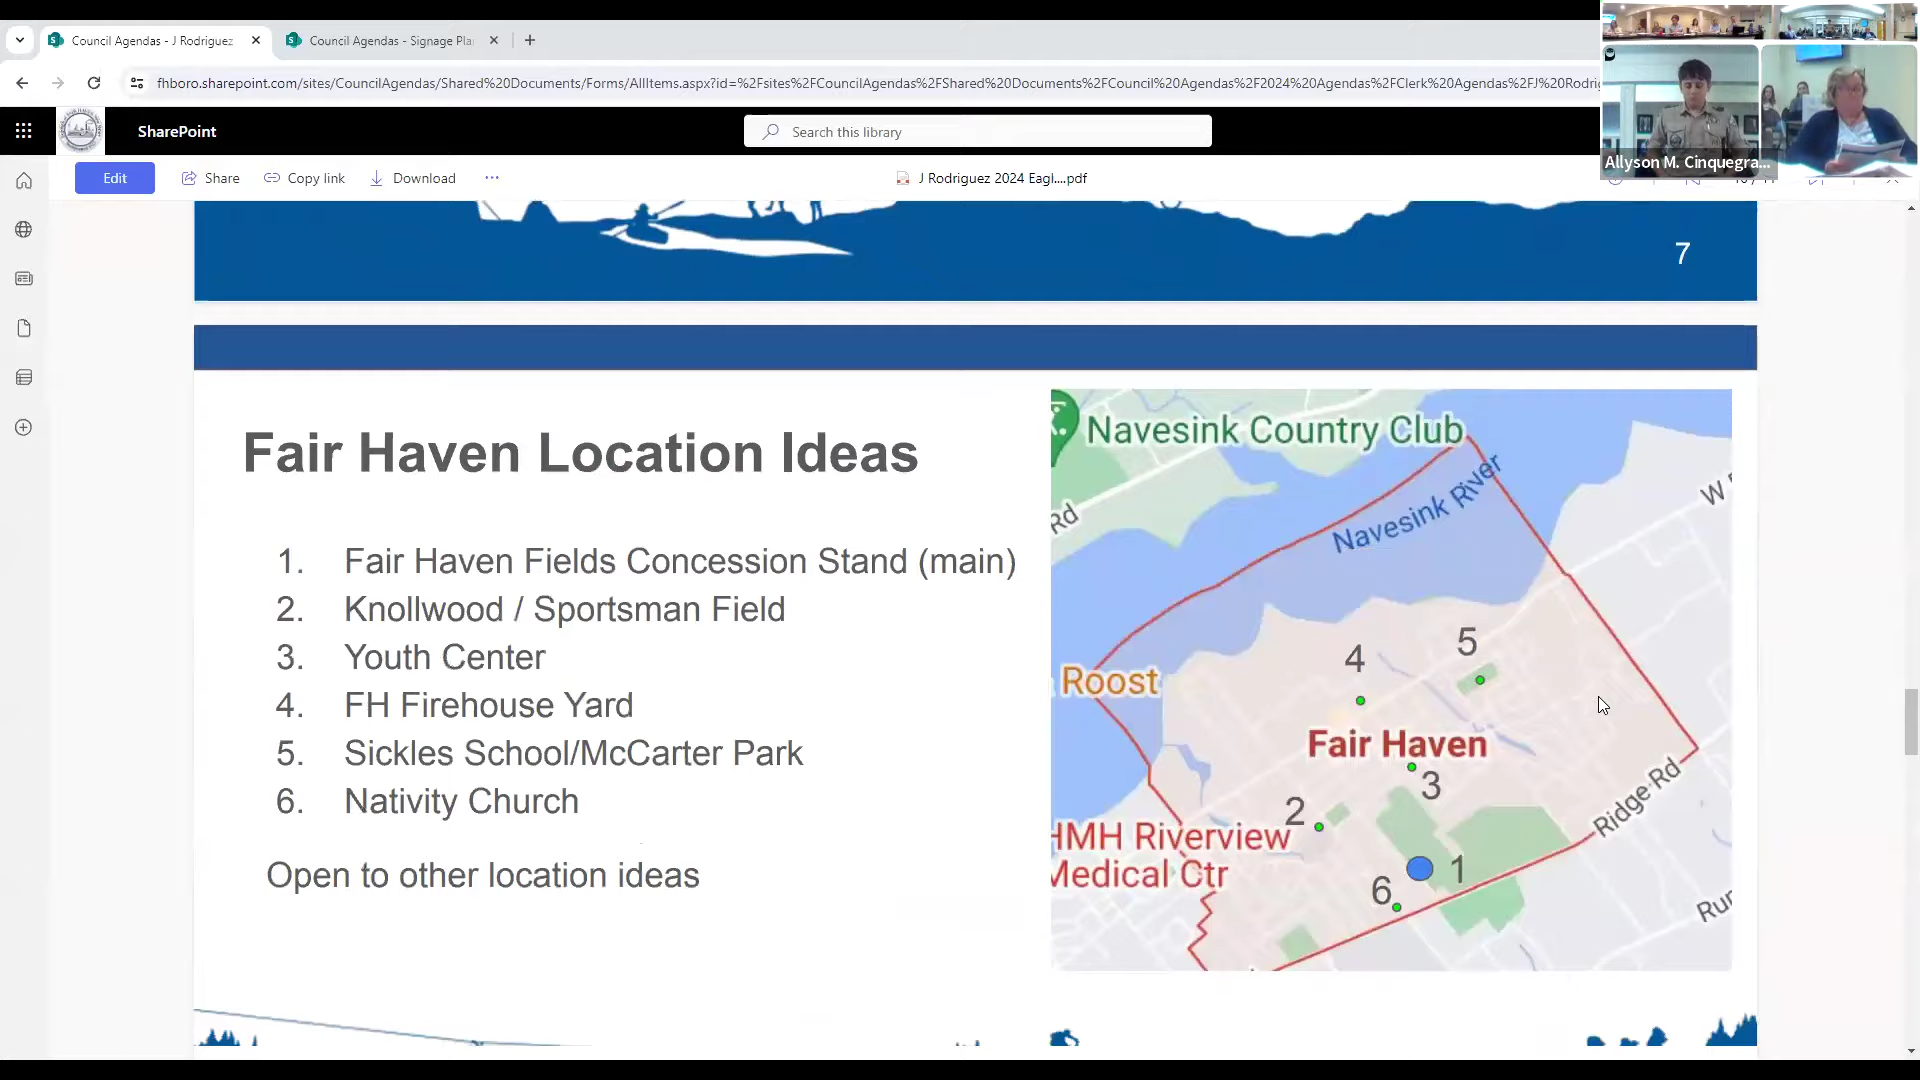 Council Agendas - J Rodriguez
Council Agendas - Signage Pla
fhboro.sharepoint.com/sites/CouncilAgendas/Shared%20Documents/Forms/AllItems.aspx?id=%2Fsites%2FCouncilAgendas%2FShared%20Documents%2FCouncil%20Agendas%2F2024%20Agendas%2FClerk%20Agendas%2FJ%20Rodri
SharePoint
Search this library
Allyson M. Cinquegra...
Edit
Share
Copy link
Download
J Rodriguez 2024 Eagl....pdf
7
Fair Haven Location Ideas
1. Fair Haven Fields Concession Stand (main)
2. Knollwood / Sportsman Field
3. Youth Center
4. FH Firehouse Yard
5. Sickles School/McCarter Park
6. Nativity Church
Open to other location ideas
Navesink Country Club
Navesink River
Rd
W
Roost
4
5
Fair Haven
3
2
HMH Riverview
Medical Ctr
1
6
Ridge Rd
Rur